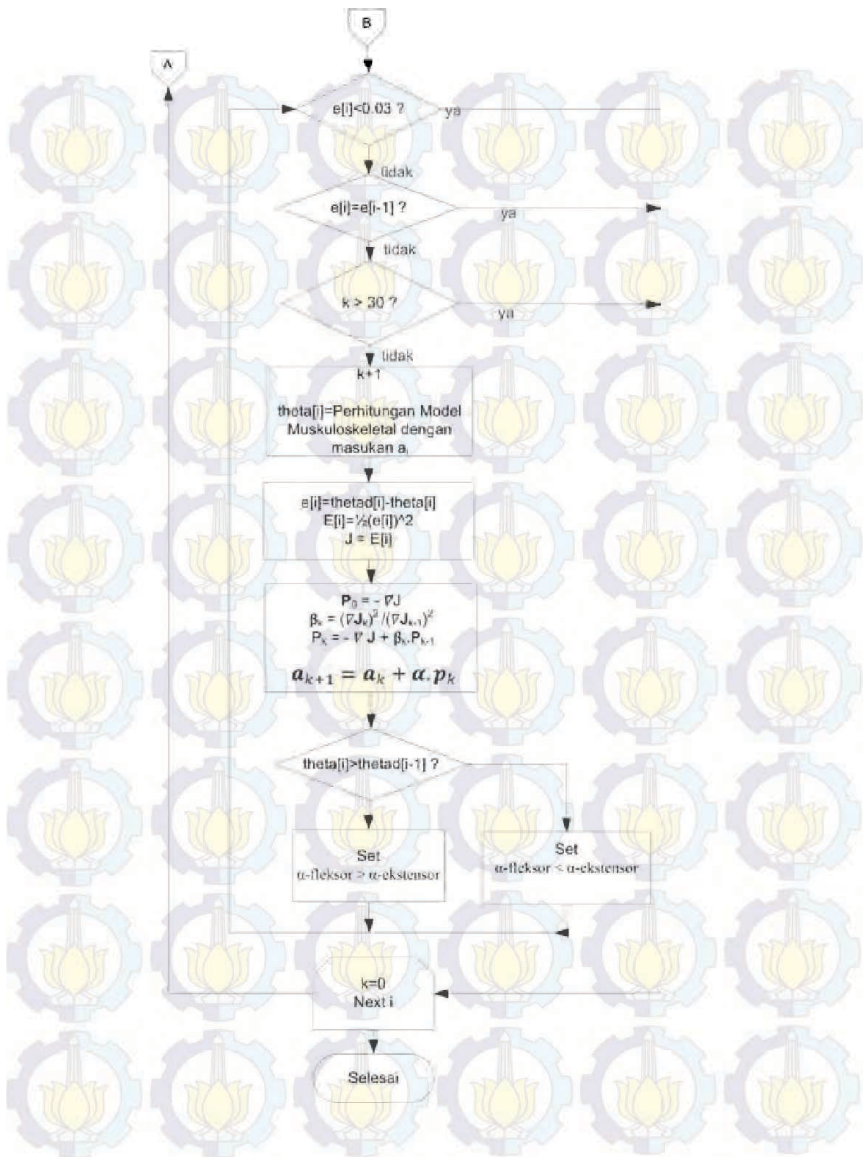 B
A
e[i]<0.03 ?
ya
tidak
e[i]=e[i-1] ?
ya
tidak
k > 30 ?
ya
tidak
k+1
theta[i]=Perhitungan Model
Muskuloskeletal dengan
masukan aᵢ
e[i]=thetad[i]-theta[i]
E[i]=½(e[i])^2
J = E[i]
P₀ = - ∇J
βₖ = (∇Jₖ)² /(∇Jₖ₋₁)²
Pₖ = - ∇ J + βₖ.Pₖ₋₁
aₖ₊₁ = aₖ + α.pₖ
theta[i]>thetad[i-1] ?
Set
α-fleksor > α-ekstensor
Set
α-fleksor < α-ekstensor
k=0
Next i
Selesai